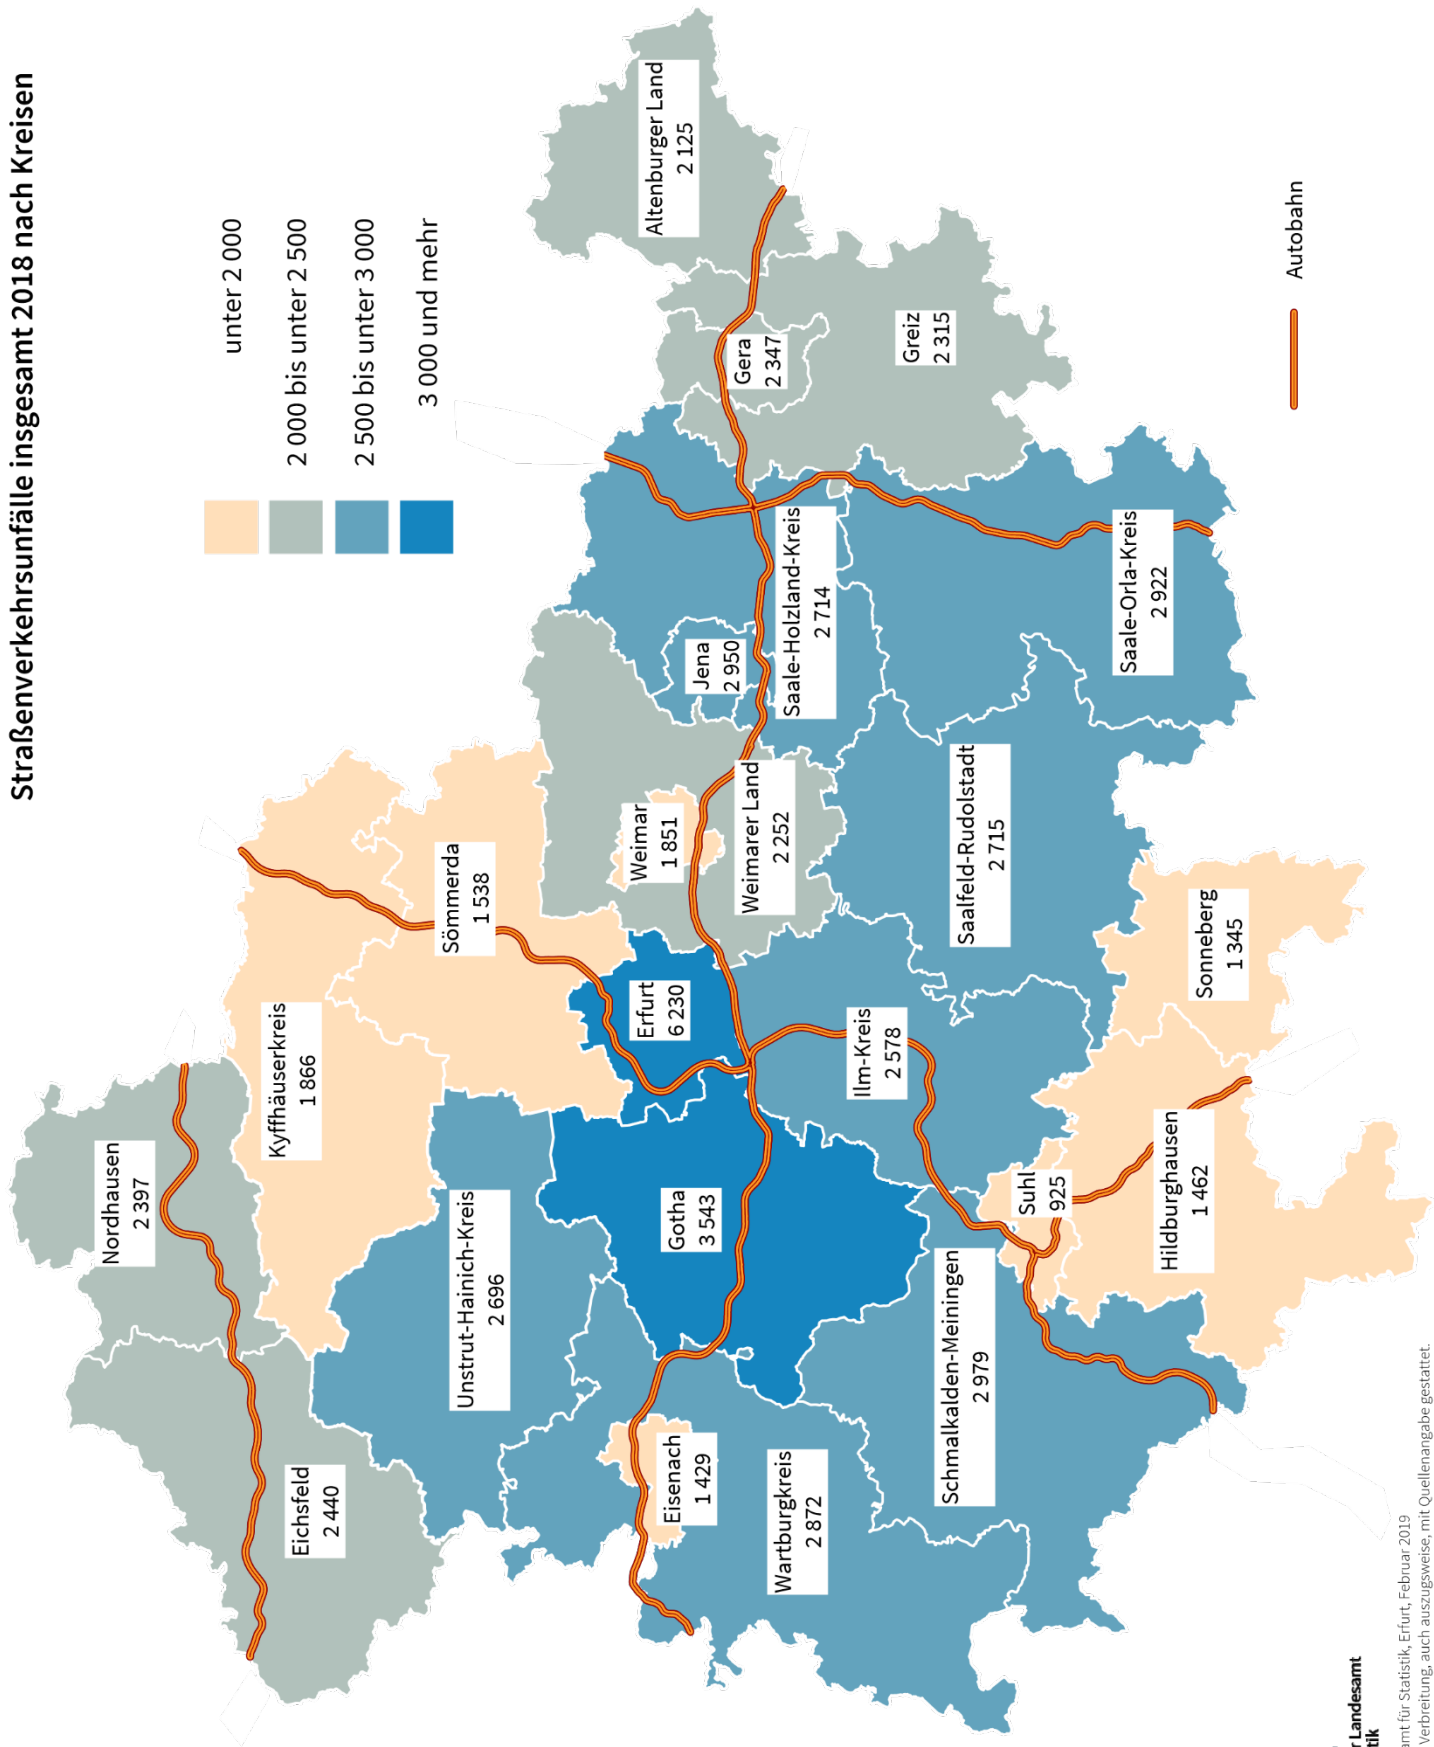 Straßenverkehrsunfälle insgesamt 2018 nach Kreisen
unter 2 000
2 000 bis unter 2 500
2 500 bis unter 3 000
3 000 und mehr
Nordhausen
2 397
Eichsfeld
2 440
Kyffhäuserkreis
1 866
Unstrut-Hainich-Kreis
2 696
Sömmerda
1 538
Altenburger Land
2 125
Weimar
1 851
Erfurt
6 230
Gotha
3 543
Eisenach
1 429
Jena
2 950
Gera
2 347
Weimarer Land
2 252
Saale-Holzland-Kreis
2 714
Wartburgkreis
2 872
Ilm-Kreis
2 578
Greiz
2 315
Saalfeld-Rudolstadt
2 715
Schmalkalden-Meiningen
2 979
Suhl
925
Saale-Orla-Kreis
2 922
Hildburghausen
1 462
Sonneberg
1 345
Autobahn
Landesamt
für Statistik, Erfurt, Februar 2019
Verbreitung, auch auszugsweise, mit Quellenangabe gestattet.